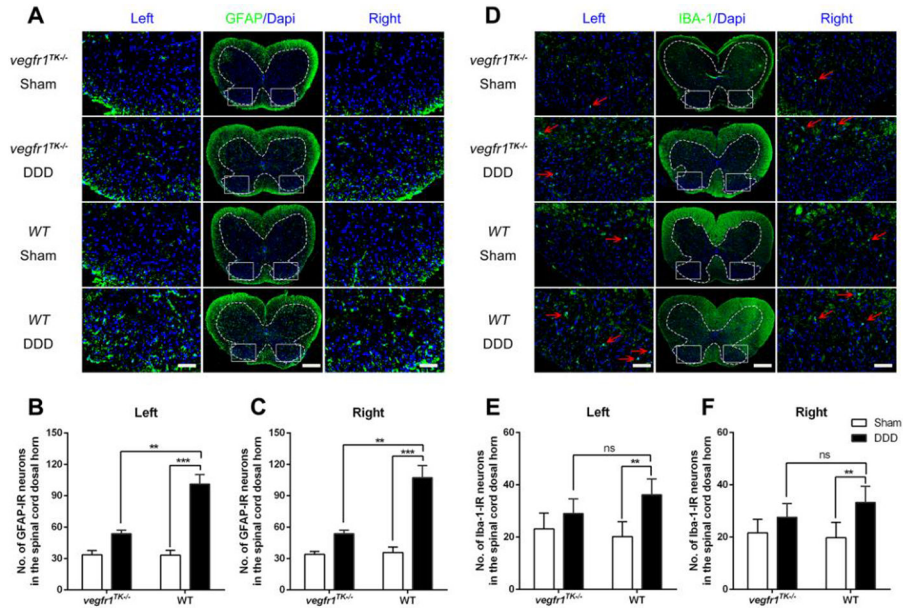 A
Left
GFAP/Dapi
Right
vegfr1TK-/-
Sham
vegfr1TK-/-
DDD
WT
Sham
WT
DDD
D
Left
IBA-1/Dapi
Right
vegfr1TK-/-
Sham
vegfr1TK-/-
DDD
WT
Sham
WT
DDD
B
Left
No. of GFAP-IR neurons
in the spinal cord dosal horn
150
120
90
60
30
0
**
***
vegfr1TK-/-
WT
C
Right
No. of GFAP-IR neurons
in the spinal cord dosal horn
150
120
90
60
30
0
**
***
vegfr1TK-/-
WT
E
Left
No. of Iba-1-IR neurons
in the spinal cord dosal horn
60
40
20
0
ns
**
vegfr1TK-/-
WT
F
Right
No. of Iba-1-IR neurons
in the spinal cord dosal horn
60
40
20
0
ns
**
vegfr1TK-/-
WT
Sham
DDD